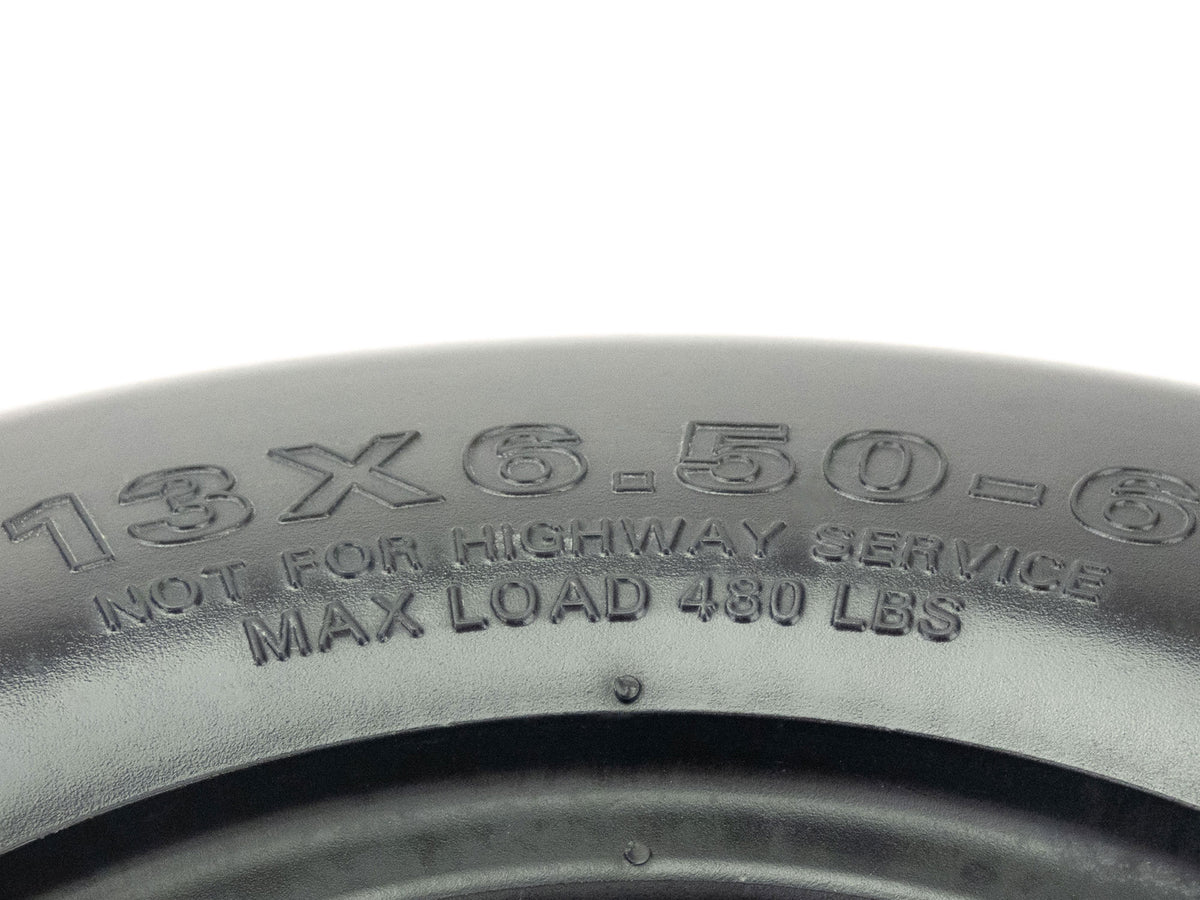 13X6.50-6
NOT FOR HIGHWAY SERVICE
MAX LOAD 480 LBS